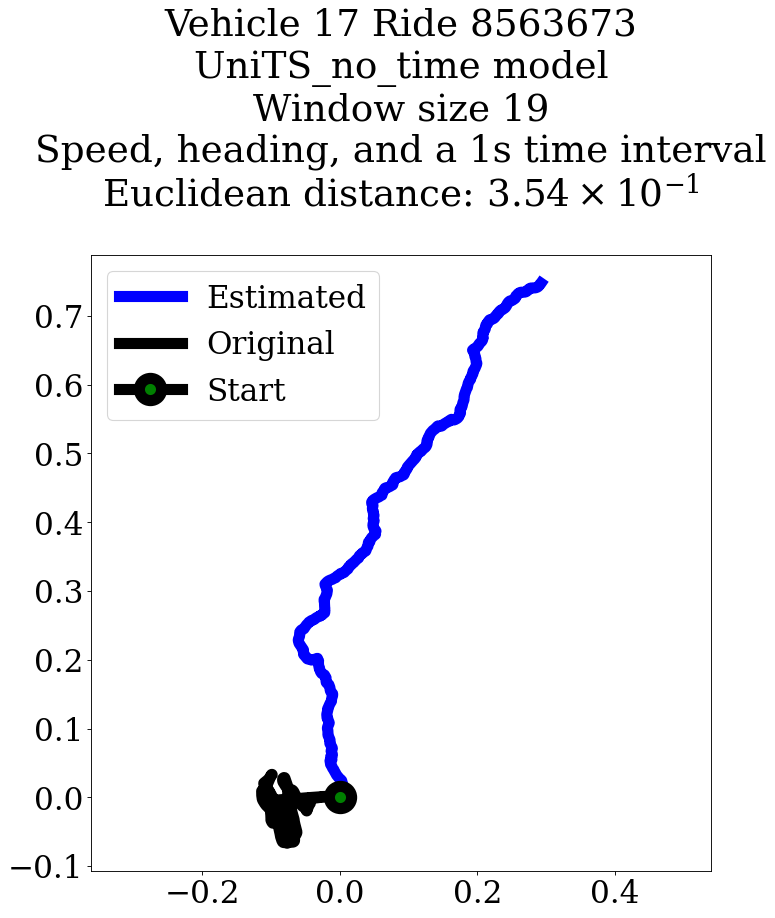 Vehicle 17 Ride 8563673
UniTS_no_time model
Window size 19
Speed, heading, and a 1s time interval
Euclidean distance: 3.54 × 10⁻¹
Estimated
Original
Start
0.7
0.6
0.5
0.4
0.3
0.2
0.1
0.0
−0.1
−0.2 0.0 0.2 0.4